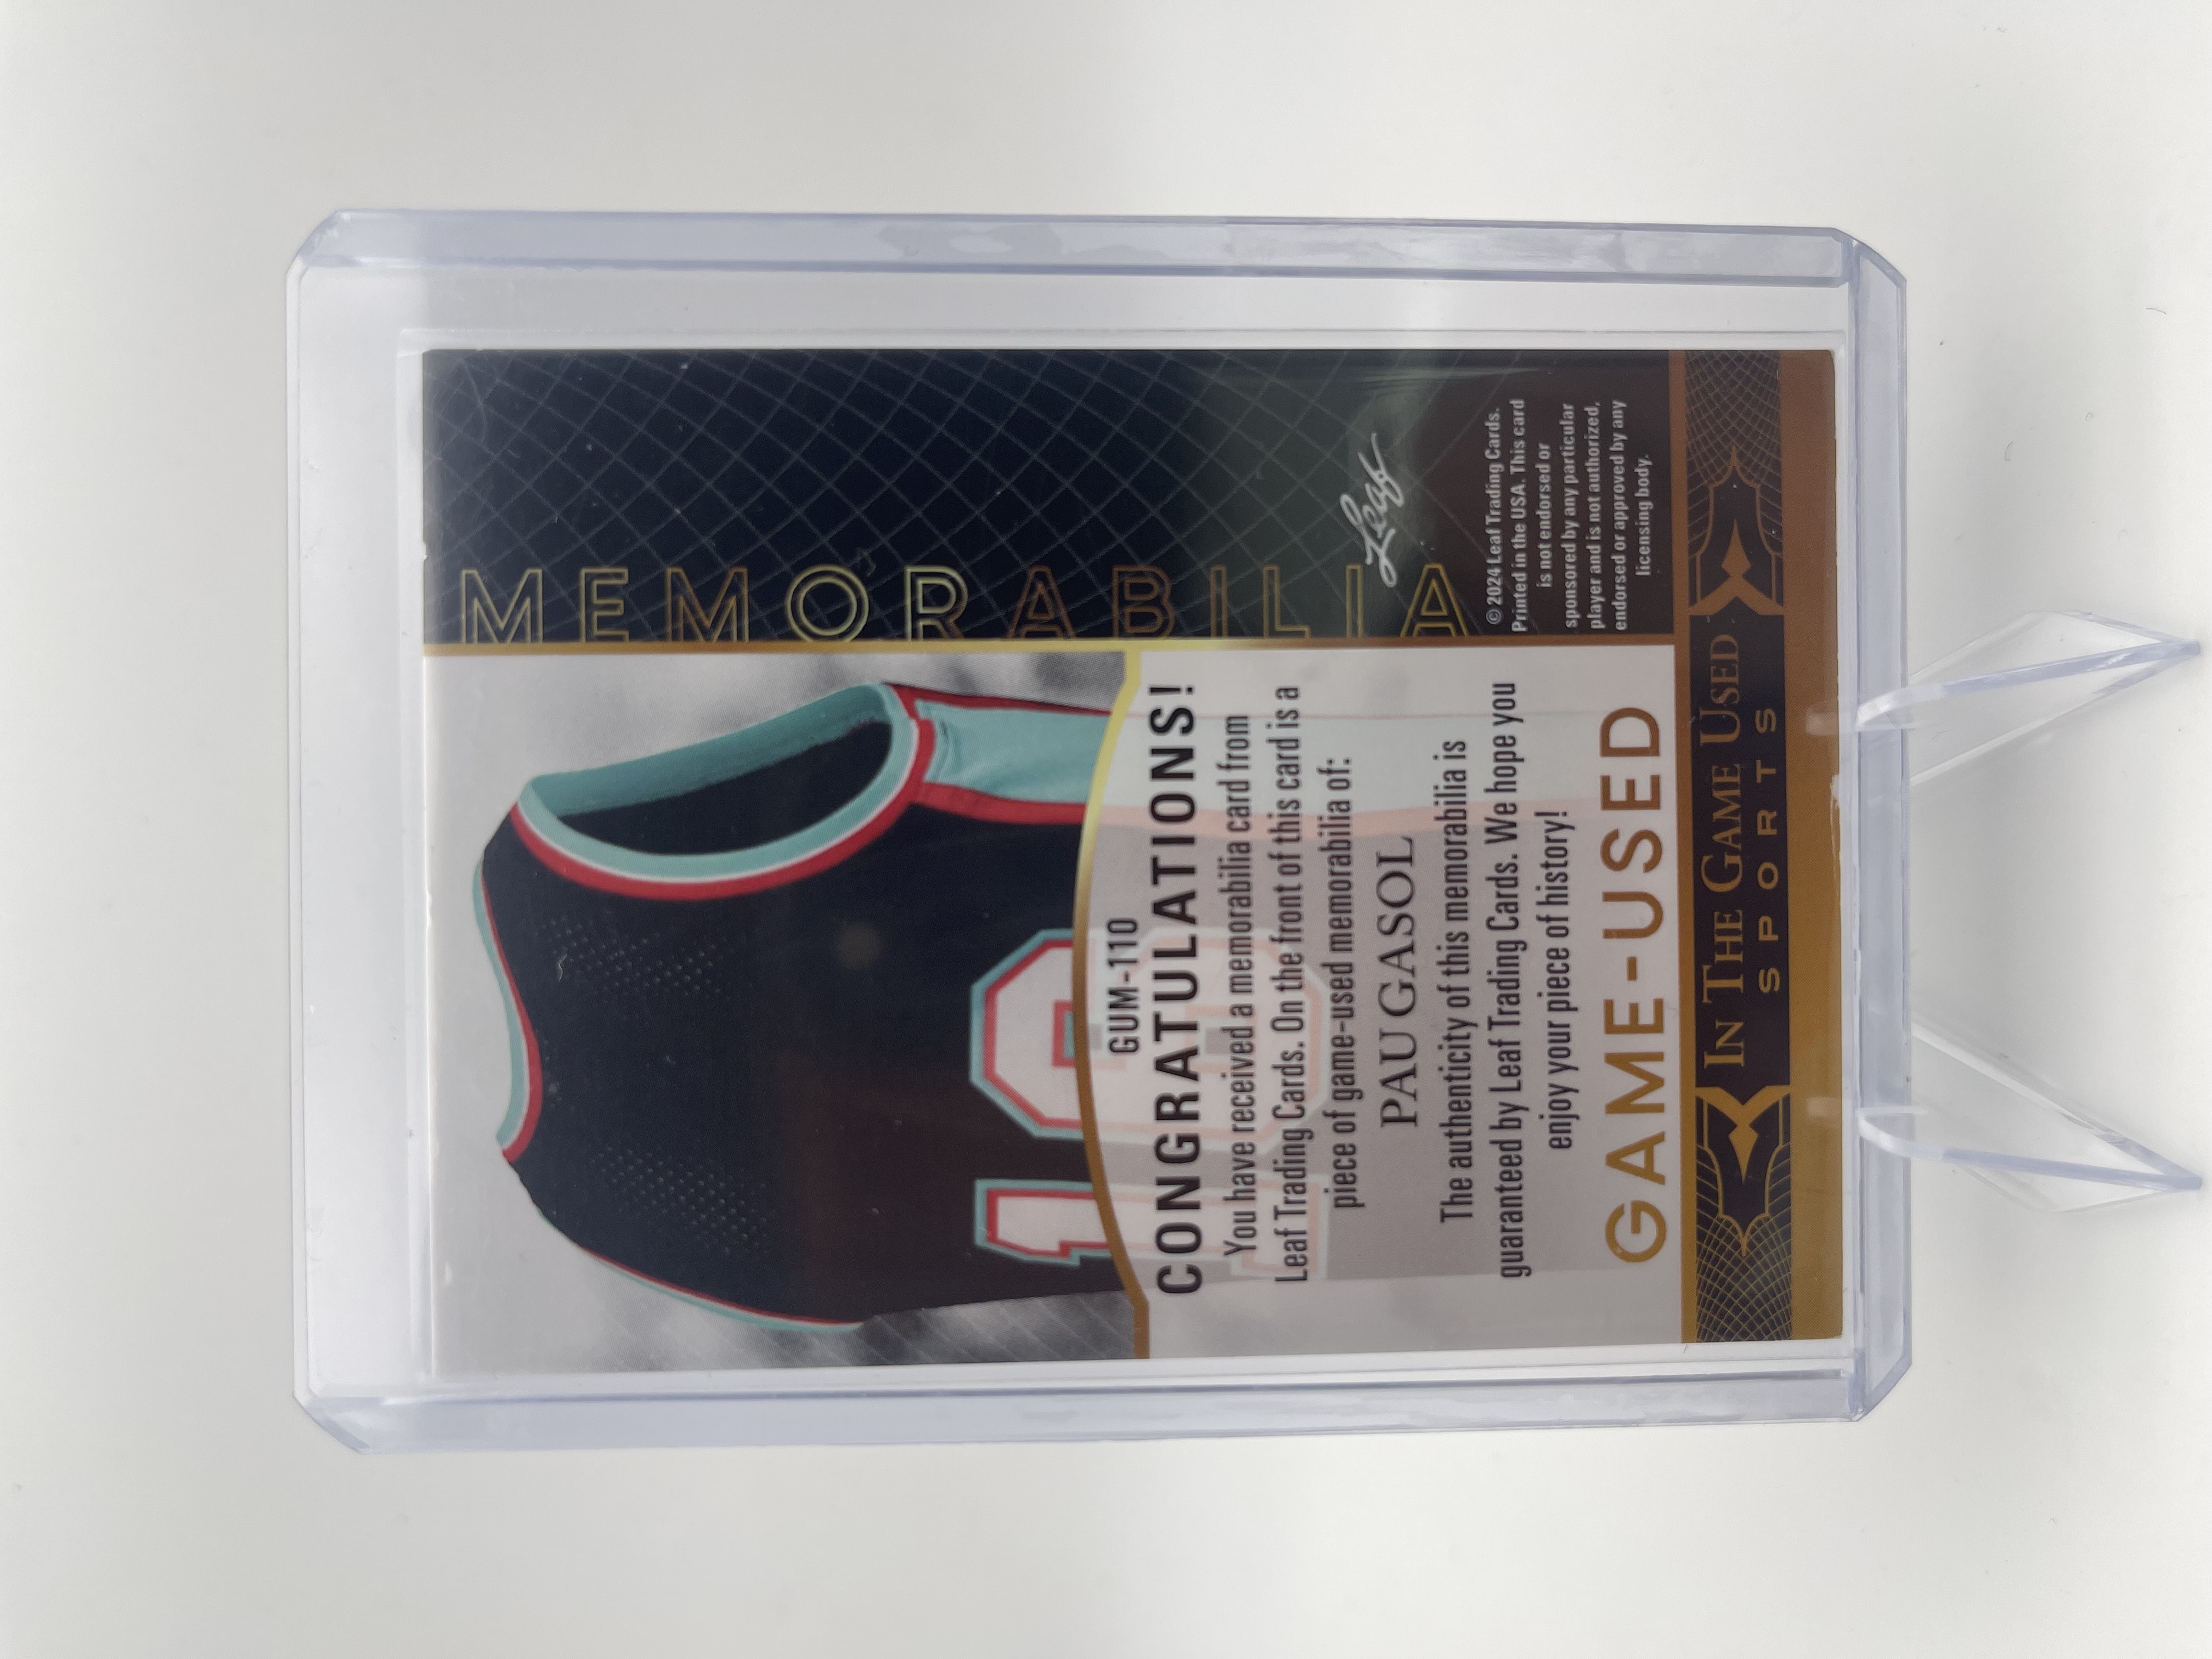 16
GUM-110
CONGRATULATIONS!
You have received a memorabilia card from
Leaf Trading Cards. On the front of this card is a
piece of game-used memorabilia of:
PAU GASOL
The authenticity of this memorabilia is
guaranteed by Leaf Trading Cards. We hope you
enjoy your piece of history!
GAME-USED
MEMORABILIA
Leaf
© 2024 Leaf Trading Cards.
Printed in the USA. This card
is not endorsed or
sponsored by any particular
player and is not authorized,
endorsed or approved by any
licensing body.
IN THE GAME USED
SPORTS